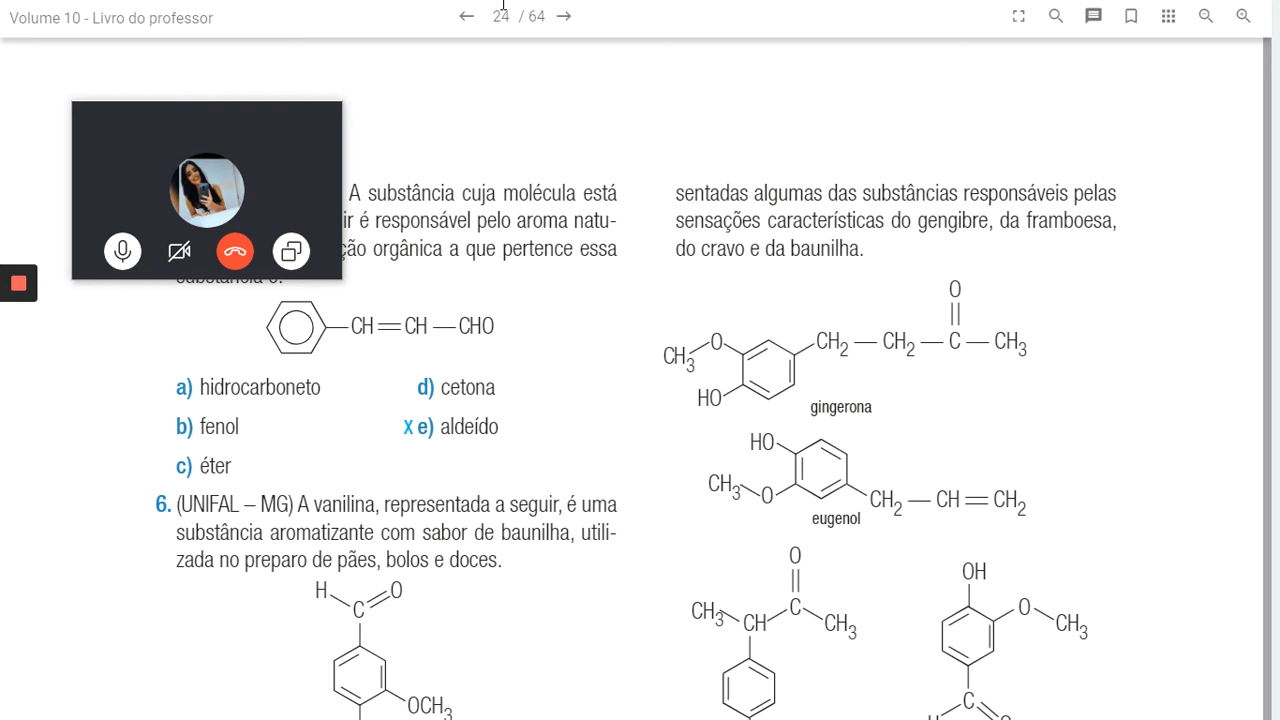 Volume 10 - Livro do professor
24 / 64
A substância cuja molécula está
ir é responsável pelo aroma natu-
ção orgânica a que pertence essa
substância é:
CH = CH — CHO
a) hidrocarboneto
d) cetona
b) fenol
X e) aldeído
c) éter
6. (UNIFAL – MG) A vanilina, representada a seguir, é uma
substância aromatizante com sabor de baunilha, utili-
zada no preparo de pães, bolos e doces.
H
O
C
OCH3
sentadas algumas das substâncias responsáveis pelas
sensações características do gengibre, da framboesa,
do cravo e da baunilha.
O
CH3
O
CH2 — CH2 — C — CH3
HO
gingerona
HO
CH3
O
CH2 — CH = CH2
eugenol
O
CH3
CH
C
CH3
OH
O
CH3
C
H
O